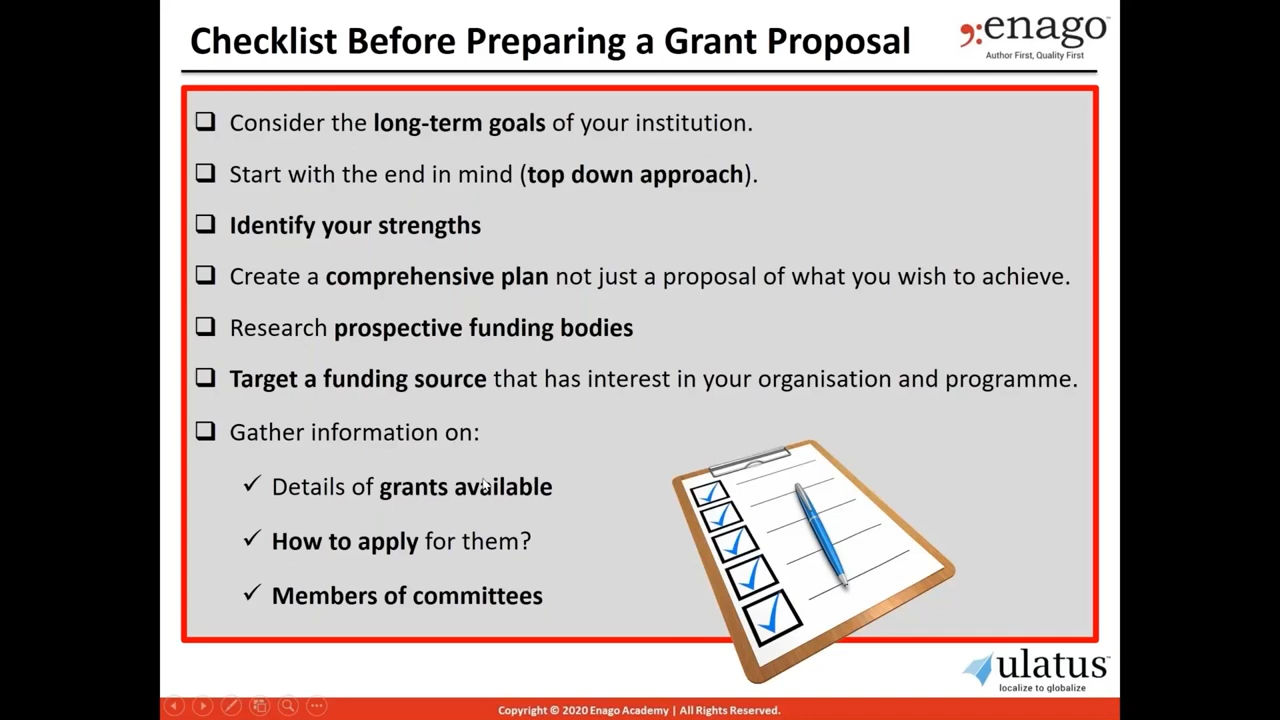 Checklist Before Preparing a Grant Proposal
enago™
Author First, Quality First
Consider the long-term goals of your institution.
Start with the end in mind (top down approach).
Identify your strengths
Create a comprehensive plan not just a proposal of what you wish to achieve.
Research prospective funding bodies
Target a funding source that has interest in your organisation and programme.
Gather information on:
Details of grants available
How to apply for them?
Members of committees
ulatus™
localize to globalize
Copyright © 2020 Enago Academy | All Rights Reserved.